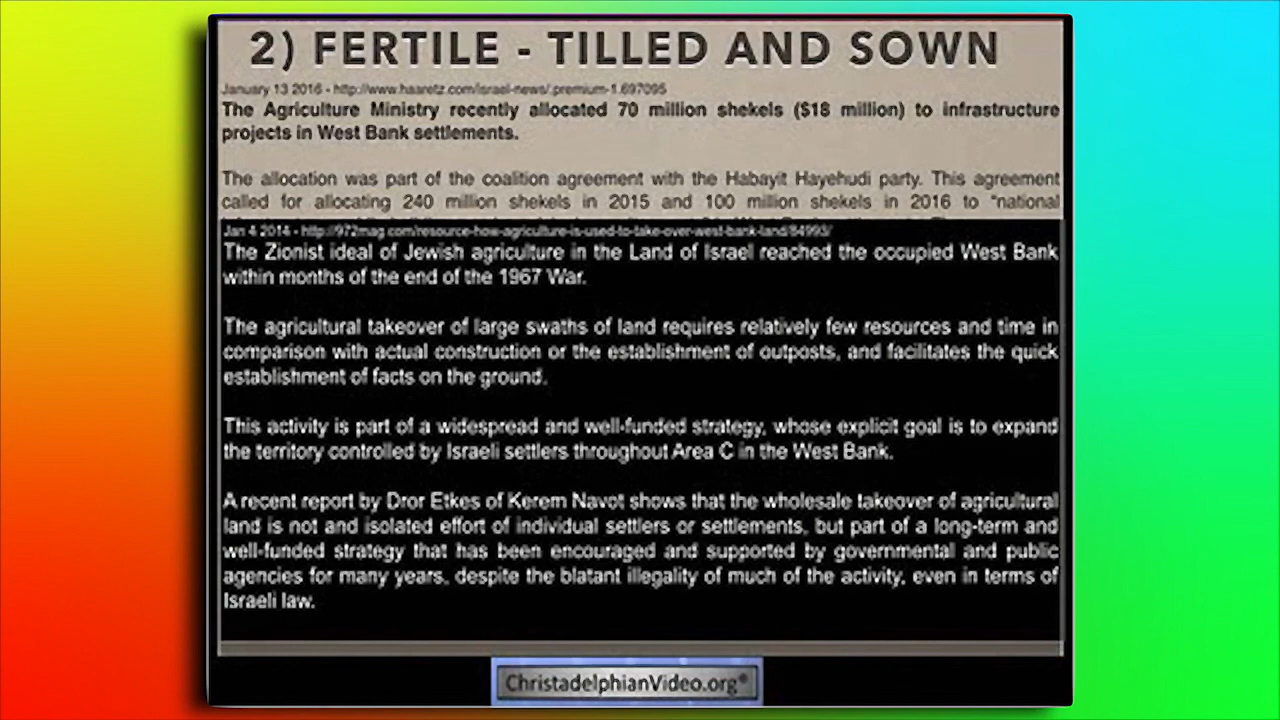 2) FERTILE - TILLED AND SOWN
January 13 2016 - http://www.haaretz.com/israel-news/.premium-1.697095
The Agriculture Ministry recently allocated 70 million shekels ($18 million) to infrastructure
projects in West Bank settlements.
The allocation was part of the coalition agreement with the Habayit Hayehudi party. This agreement
called for allocating 240 million shekels in 2015 and 100 million shekels in 2016 to "national
Jan 4 2014 - http://972mag.com/resource-how-agriculture-is-used-to-take-over-west-bank-land/84993/
The Zionist ideal of Jewish agriculture in the Land of Israel reached the occupied West Bank
within months of the end of the 1967 War.
The agricultural takeover of large swaths of land requires relatively few resources and time in
comparison with actual construction or the establishment of outposts, and facilitates the quick
establishment of facts on the ground.
This activity is part of a widespread and well-funded strategy, whose explicit goal is to expand
the territory controlled by Israeli settlers throughout Area C in the West Bank.
A recent report by Dror Etkes of Kerem Navot shows that the wholesale takeover of agricultural
land is not and isolated effort of individual settlers or settlements, but part of a long-term and
well-funded strategy that has been encouraged and supported by governmental and public
agencies for many years, despite the blatant illegality of much of the activity, even in terms of
Israeli law.
ChristadelphianVideo.org®